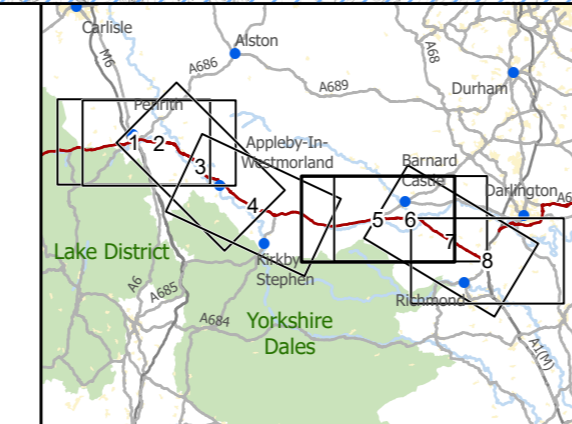 Carlisle
M6
Alston
A686
A689
A68
Durham
Penrith
1
2
3
Appleby-In-
Westmorland
4
Barnard
Castle
5
6
7
8
Darlington
A6
Lake District
Kirkby
Stephen
A6
A685
A684
Yorkshire
Dales
Richmond
A1(M)